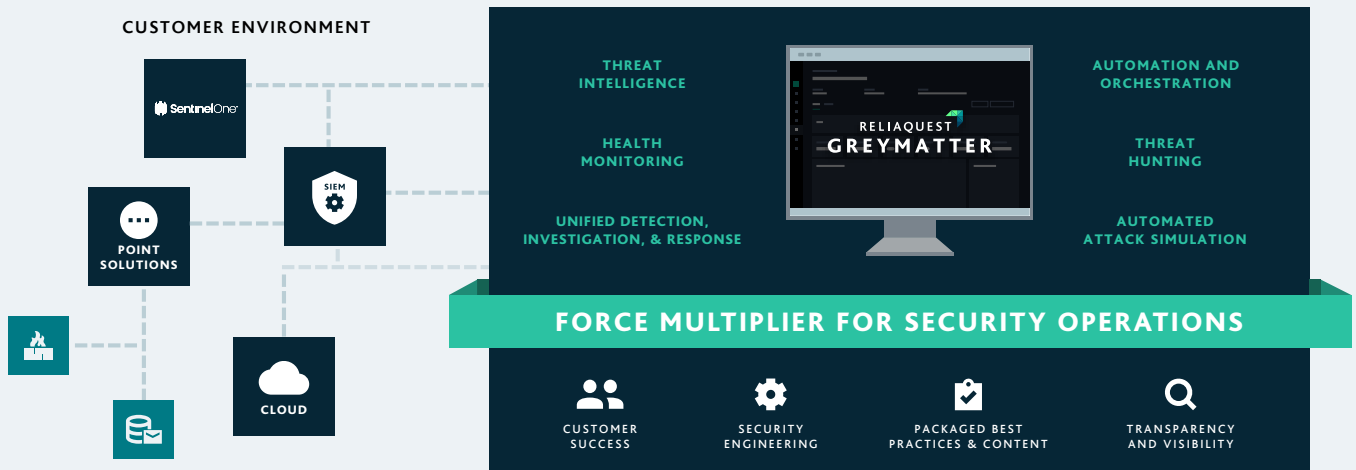 CUSTOMER ENVIRONMENT
SentinelOne
SIEM
POINT
SOLUTIONS
CLOUD
THREAT
INTELLIGENCE
HEALTH
MONITORING
UNIFIED DETECTION,
INVESTIGATION, & RESPONSE
RELIAQUEST
GREYMATTER
AUTOMATION AND
ORCHESTRATION
THREAT
HUNTING
AUTOMATED
ATTACK SIMULATION
FORCE MULTIPLIER FOR SECURITY OPERATIONS
CUSTOMER
SUCCESS
SECURITY
ENGINEERING
PACKAGED BEST
PRACTICES & CONTENT
TRANSPARENCY
AND VISIBILITY